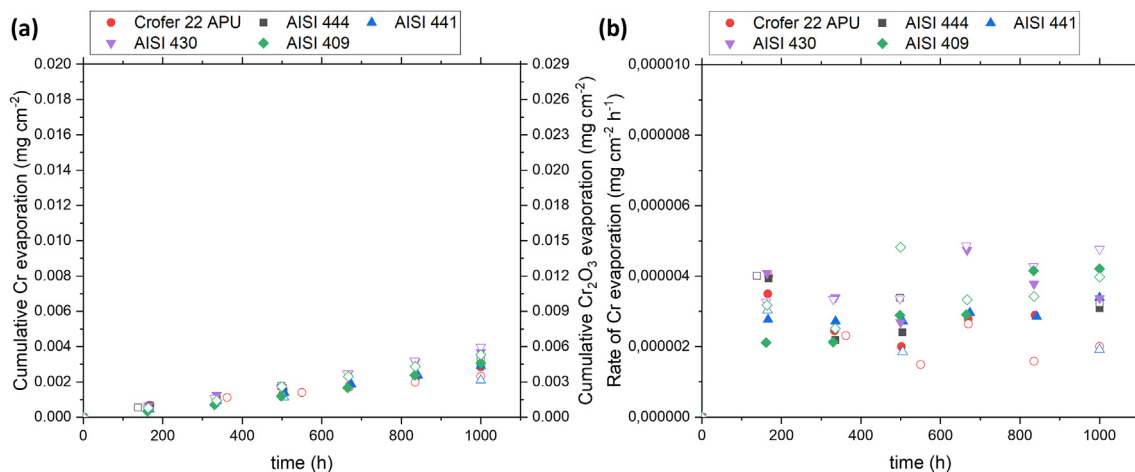 (a)
Crofer 22 APU AISI 444 AISI 441
AISI 430 AISI 409
Cumulative Cr evaporation (mg cm⁻²)
0.020
0.018
0.016
0.014
0.012
0.010
0.008
0.006
0.004
0.002
0.000
0.029
0.026
0.023
0.020
0.017
0.015
0.012
0.009
0.006
0.003
0.000
Cumulative Cr₂O₃ evaporation (mg cm⁻²)
0 200 400 600 800 1000
time (h)
(b)
Crofer 22 APU AISI 444 AISI 441
AISI 430 AISI 409
Rate of Cr evaporation (mg cm⁻² h⁻¹)
0,000010
0,000008
0,000006
0,000004
0,000002
0,000000
0 200 400 600 800 1000
time (h)